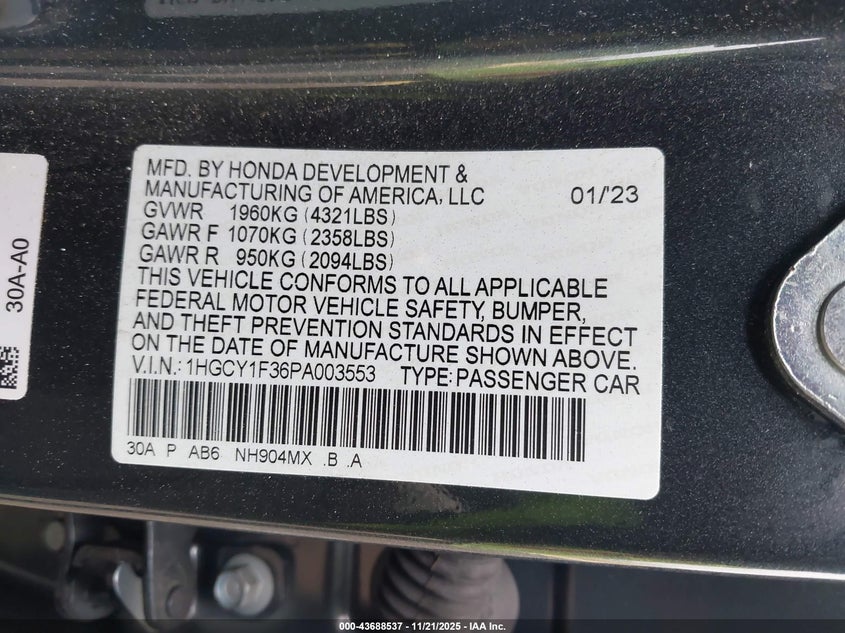 MFD. BY HONDA DEVELOPMENT &
MANUFACTURING OF AMERICA, LLC 01/'23
GVWR 1960KG (4321LBS)
GAWR F 1070KG (2358LBS)
GAWR R 950KG (2094LBS)
THIS VEHICLE CONFORMS TO ALL APPLICABLE
FEDERAL MOTOR VEHICLE SAFETY, BUMPER,
AND THEFT PREVENTION STANDARDS IN EFFECT
ON THE DATE OF MANUFACTURE SHOWN ABOVE.
V.I.N.: 1HGCY1F36PA003553 TYPE: PASSENGER CAR
30A P AB6 NH904MX .B .A
30A-A0
000-43688537 - 11/21/2025 - IAA Inc.